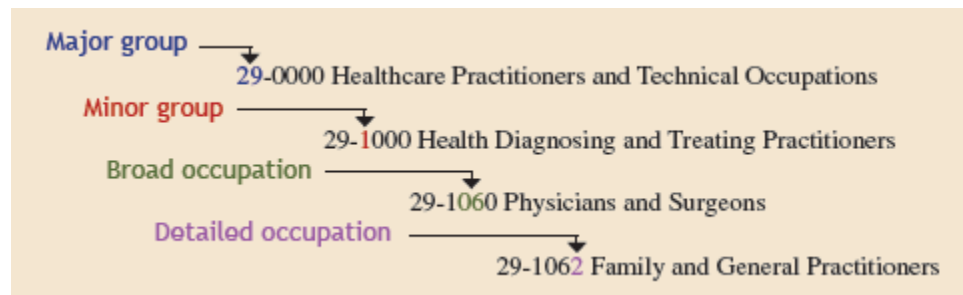 Major group
29-0000 Healthcare Practitioners and Technical Occupations
Minor group
29-1000 Health Diagnosing and Treating Practitioners
Broad occupation
29-1060 Physicians and Surgeons
Detailed occupation
29-1062 Family and General Practitioners